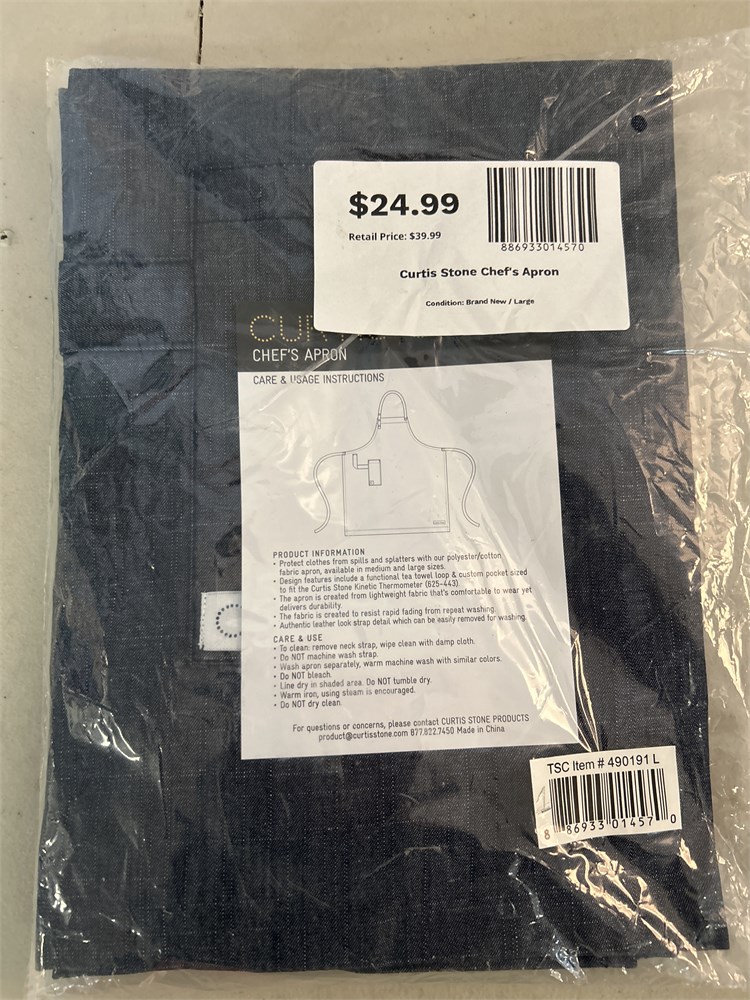 $24.99
Retail Price: $39.99
886933014570
Curtis Stone Chef's Apron
Condition: Brand New / Large
CHEF'S APRON
CARE & USAGE INSTRUCTIONS
PRODUCT INFORMATION
• Protect clothes from spills and splatters with our polyester/cotton
fabric apron, available in medium and large sizes.
• Design features include a functional tea towel loop & custom pocket sized
to fit the Curtis Stone Kinetic Thermometer (625-443).
• The apron is created from lightweight fabric that's comfortable to wear yet
delivers durability.
• The fabric is created to resist rapid fading from repeat washing.
• Authentic leather look strap detail which can be easily removed for washing.
CARE & USE
• To clean: remove neck strap, wipe clean with damp cloth.
• Do NOT machine wash strap.
• Wash apron separately, warm machine wash with similar colors.
• Do NOT bleach.
• Line dry in shaded area. Do NOT tumble dry.
• Warm iron, using steam is encouraged.
• Do NOT dry clean.
For questions or concerns, please contact CURTIS STONE PRODUCTS
product@curtisstone.com 877.822.7450 Made in China
TSC Item # 490191 L
8 86933 01457 0